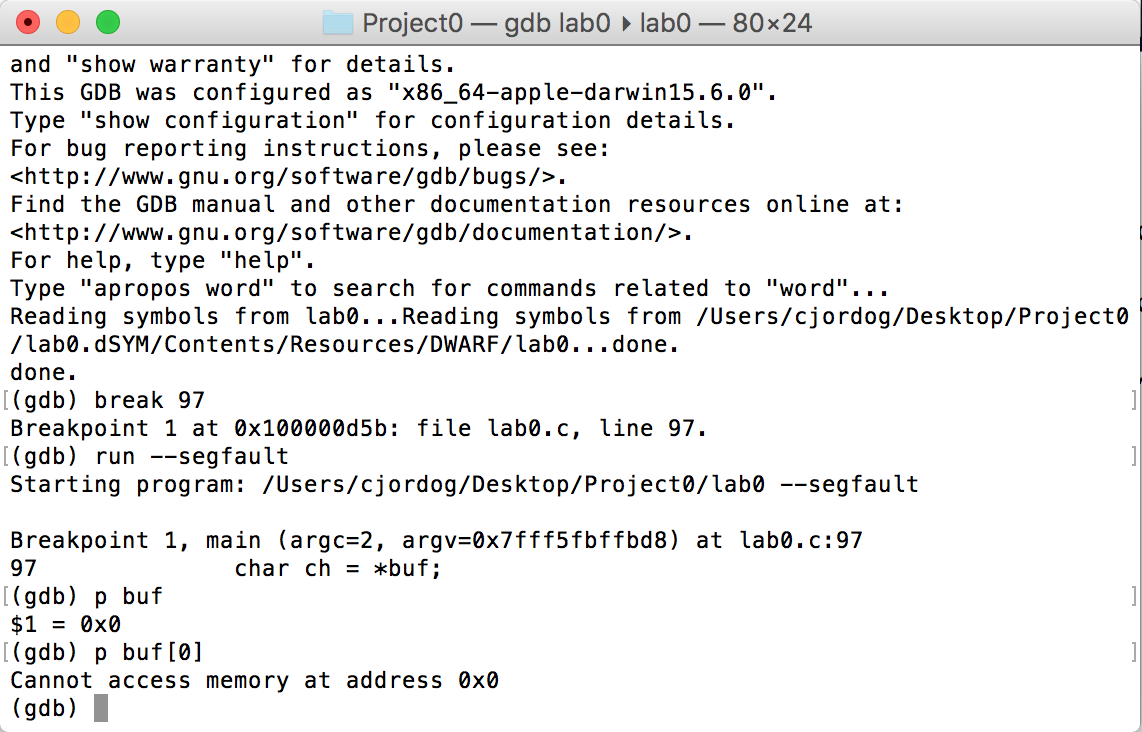 Project0 — gdb lab0 ▸ lab0 — 80×24
and "show warranty" for details.
This GDB was configured as "x86_64-apple-darwin15.6.0".
Type "show configuration" for configuration details.
For bug reporting instructions, please see:
<http://www.gnu.org/software/gdb/bugs/>.
Find the GDB manual and other documentation resources online at:
<http://www.gnu.org/software/gdb/documentation/>.
For help, type "help".
Type "apropos word" to search for commands related to "word"...
Reading symbols from lab0...Reading symbols from /Users/cjordog/Desktop/Project0
/lab0.dSYM/Contents/Resources/DWARF/lab0...done.
done.
[(gdb) break 97 ]
Breakpoint 1 at 0x100000d5b: file lab0.c, line 97.
[(gdb) run --segfault ]
Starting program: /Users/cjordog/Desktop/Project0/lab0 --segfault
Breakpoint 1, main (argc=2, argv=0x7fff5fbffbd8) at lab0.c:97
97              char ch = *buf;
[(gdb) p buf ]
$1 = 0x0
[(gdb) p buf[0] ]
Cannot access memory at address 0x0
(gdb)